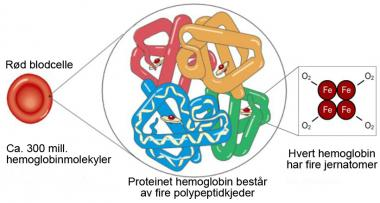 Rød blodcelle
Ca. 300 mill.
hemoglobinmolekyler
Proteinet hemoglobin består
av fire polypeptidkjeder
O₂ O₂
Fe Fe
Fe Fe
O₂ O₂
Hvert hemoglobin
har fire jernatomer